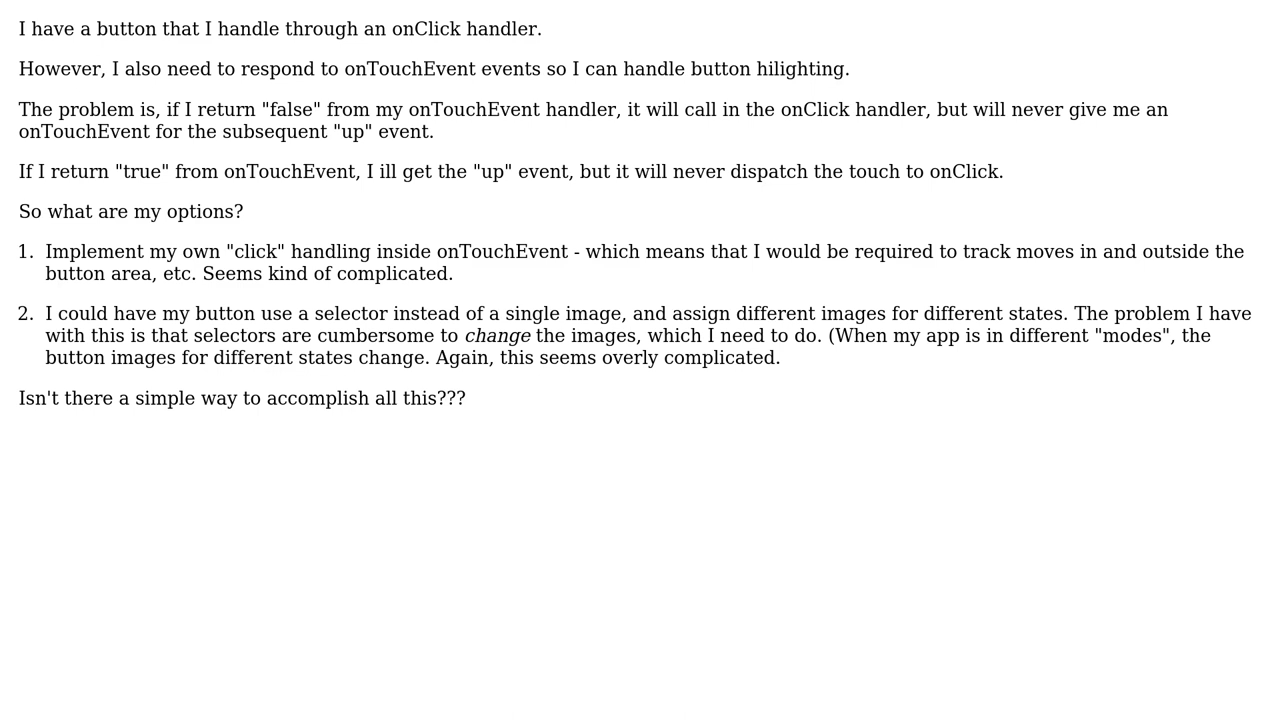 I have a button that I handle through an onClick handler.
However, I also need to respond to onTouchEvent events so I can handle button hilighting.
The problem is, if I return "false" from my onTouchEvent handler, it will call in the onClick handler, but will never give me an
onTouchEvent for the subsequent "up" event.
If I return "true" from onTouchEvent, I ill get the "up" event, but it will never dispatch the touch to onClick.
So what are my options?
1. Implement my own "click" handling inside onTouchEvent - which means that I would be required to track moves in and outside the
button area, etc. Seems kind of complicated.
2. I could have my button use a selector instead of a single image, and assign different images for different states. The problem I have
with this is that selectors are cumbersome to change the images, which I need to do. (When my app is in different "modes", the
button images for different states change. Again, this seems overly complicated.
Isn't there a simple way to accomplish all this???